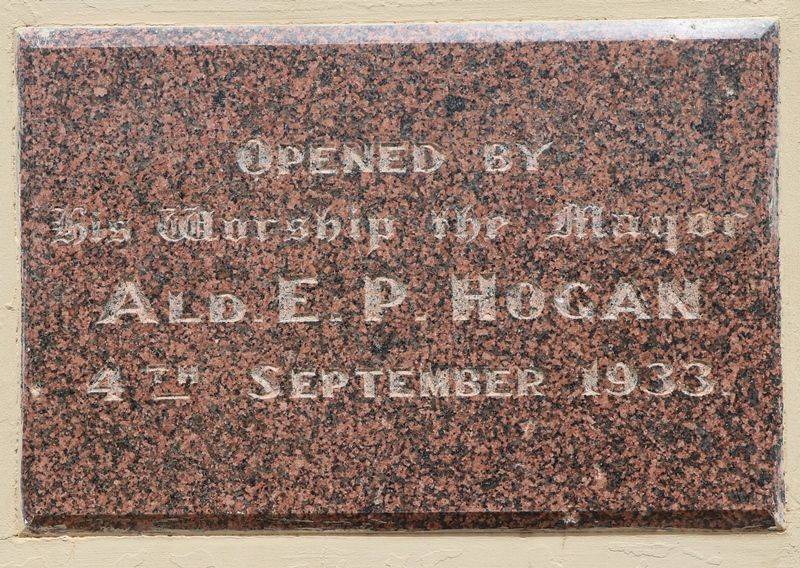 OPENED BY
His Worship the Mayor
ALD. E. P. HOGAN
4TH SEPTEMBER 1933.